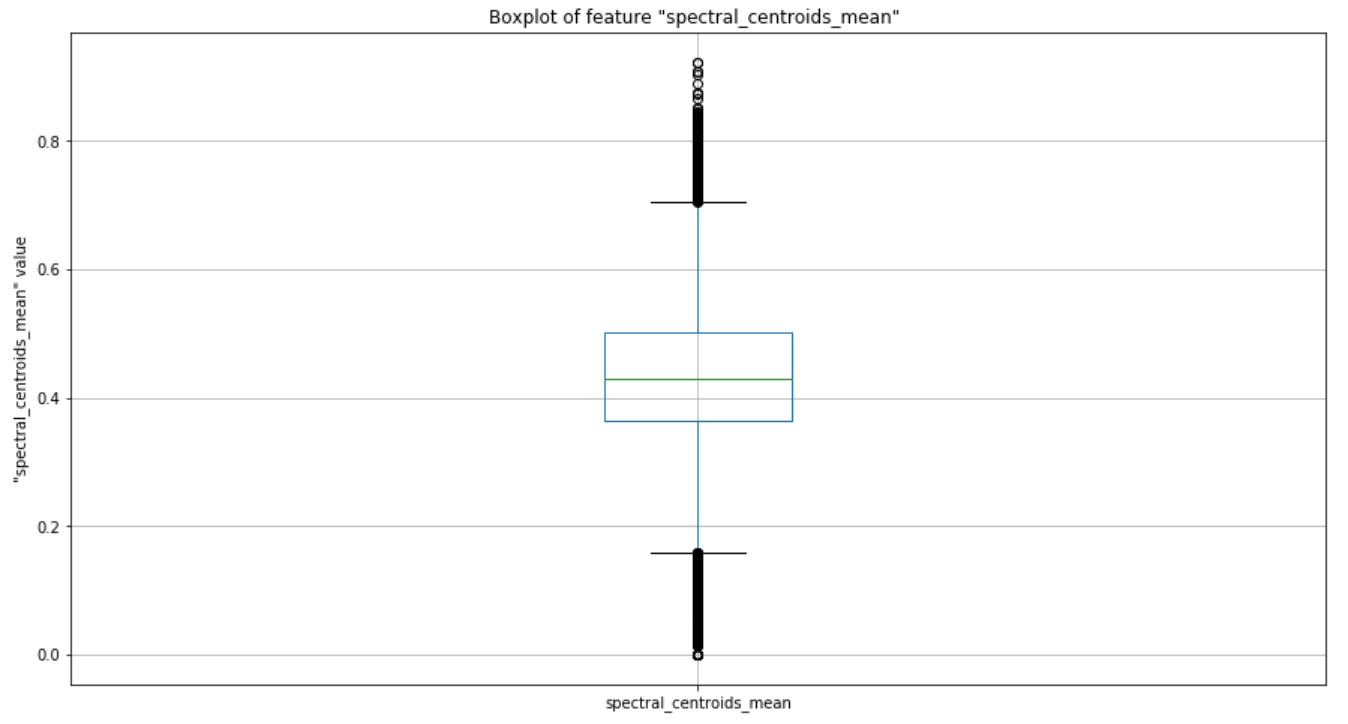 Boxplot of feature "spectral_centroids_mean"
"spectral_centroids_mean" value
0.8
0.6
0.4
0.2
0.0
spectral_centroids_mean